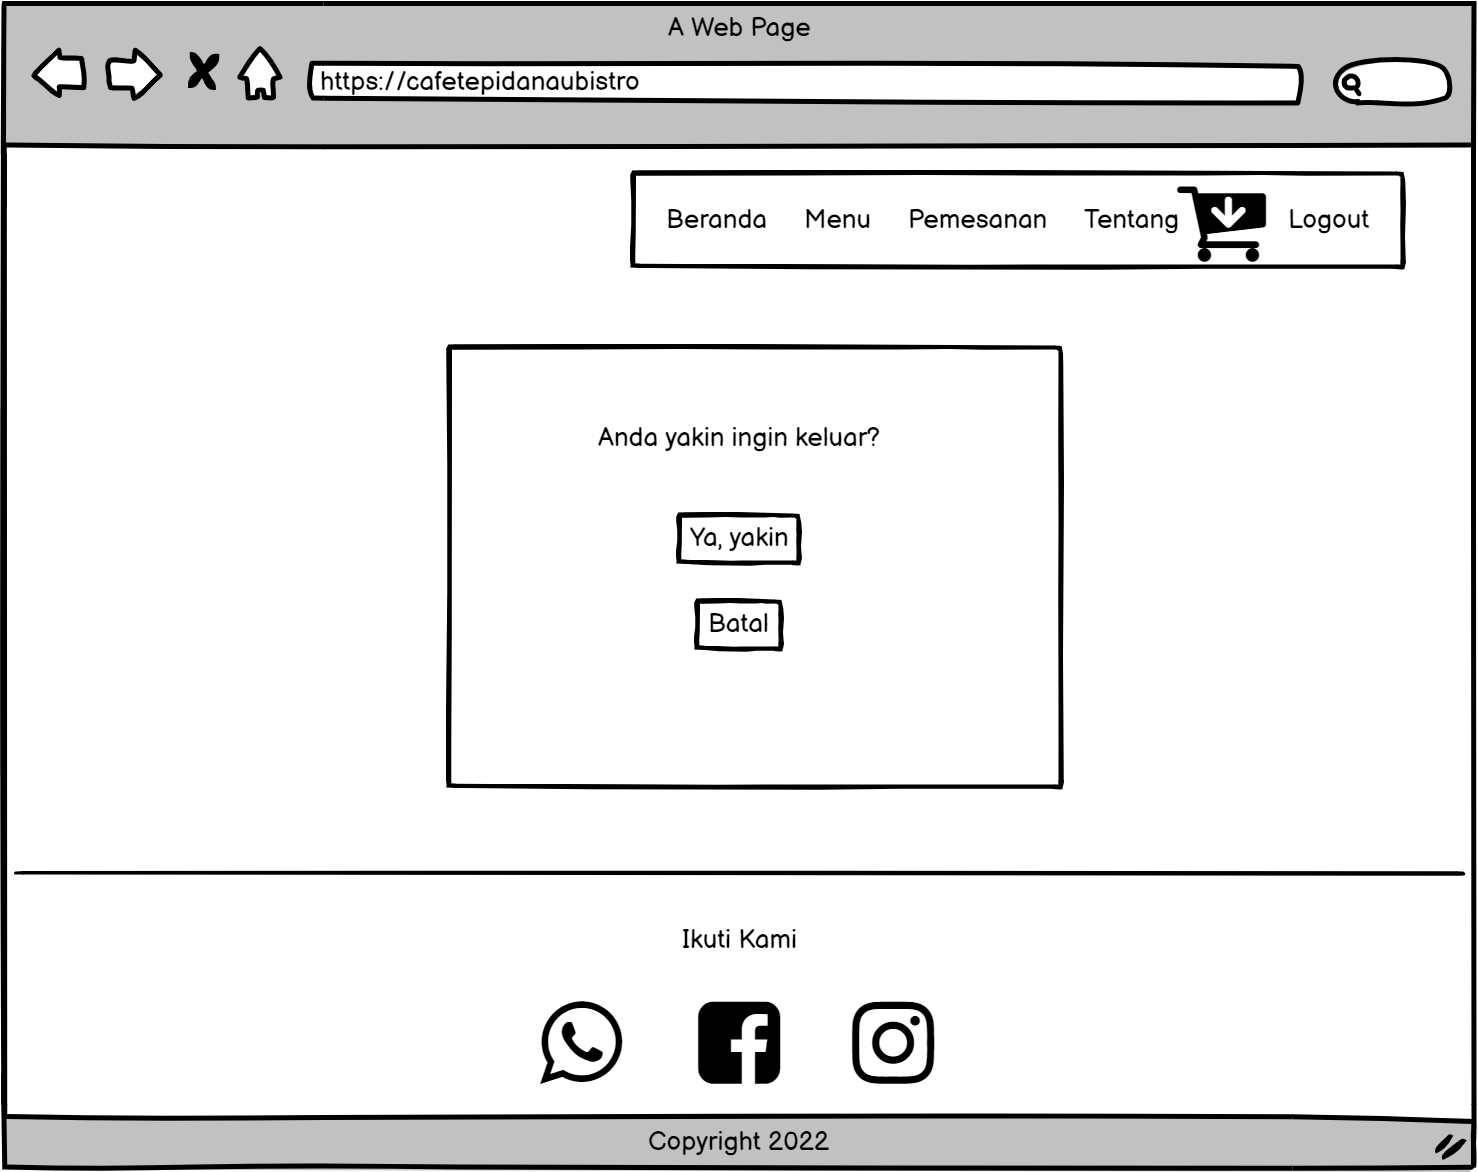 A Web Page
https://cafetepidanaubistro
Beranda Menu Pemesanan Tentang Logout
Anda yakin ingin keluar?
Ya, yakin
Batal
Ikuti Kami
Copyright 2022